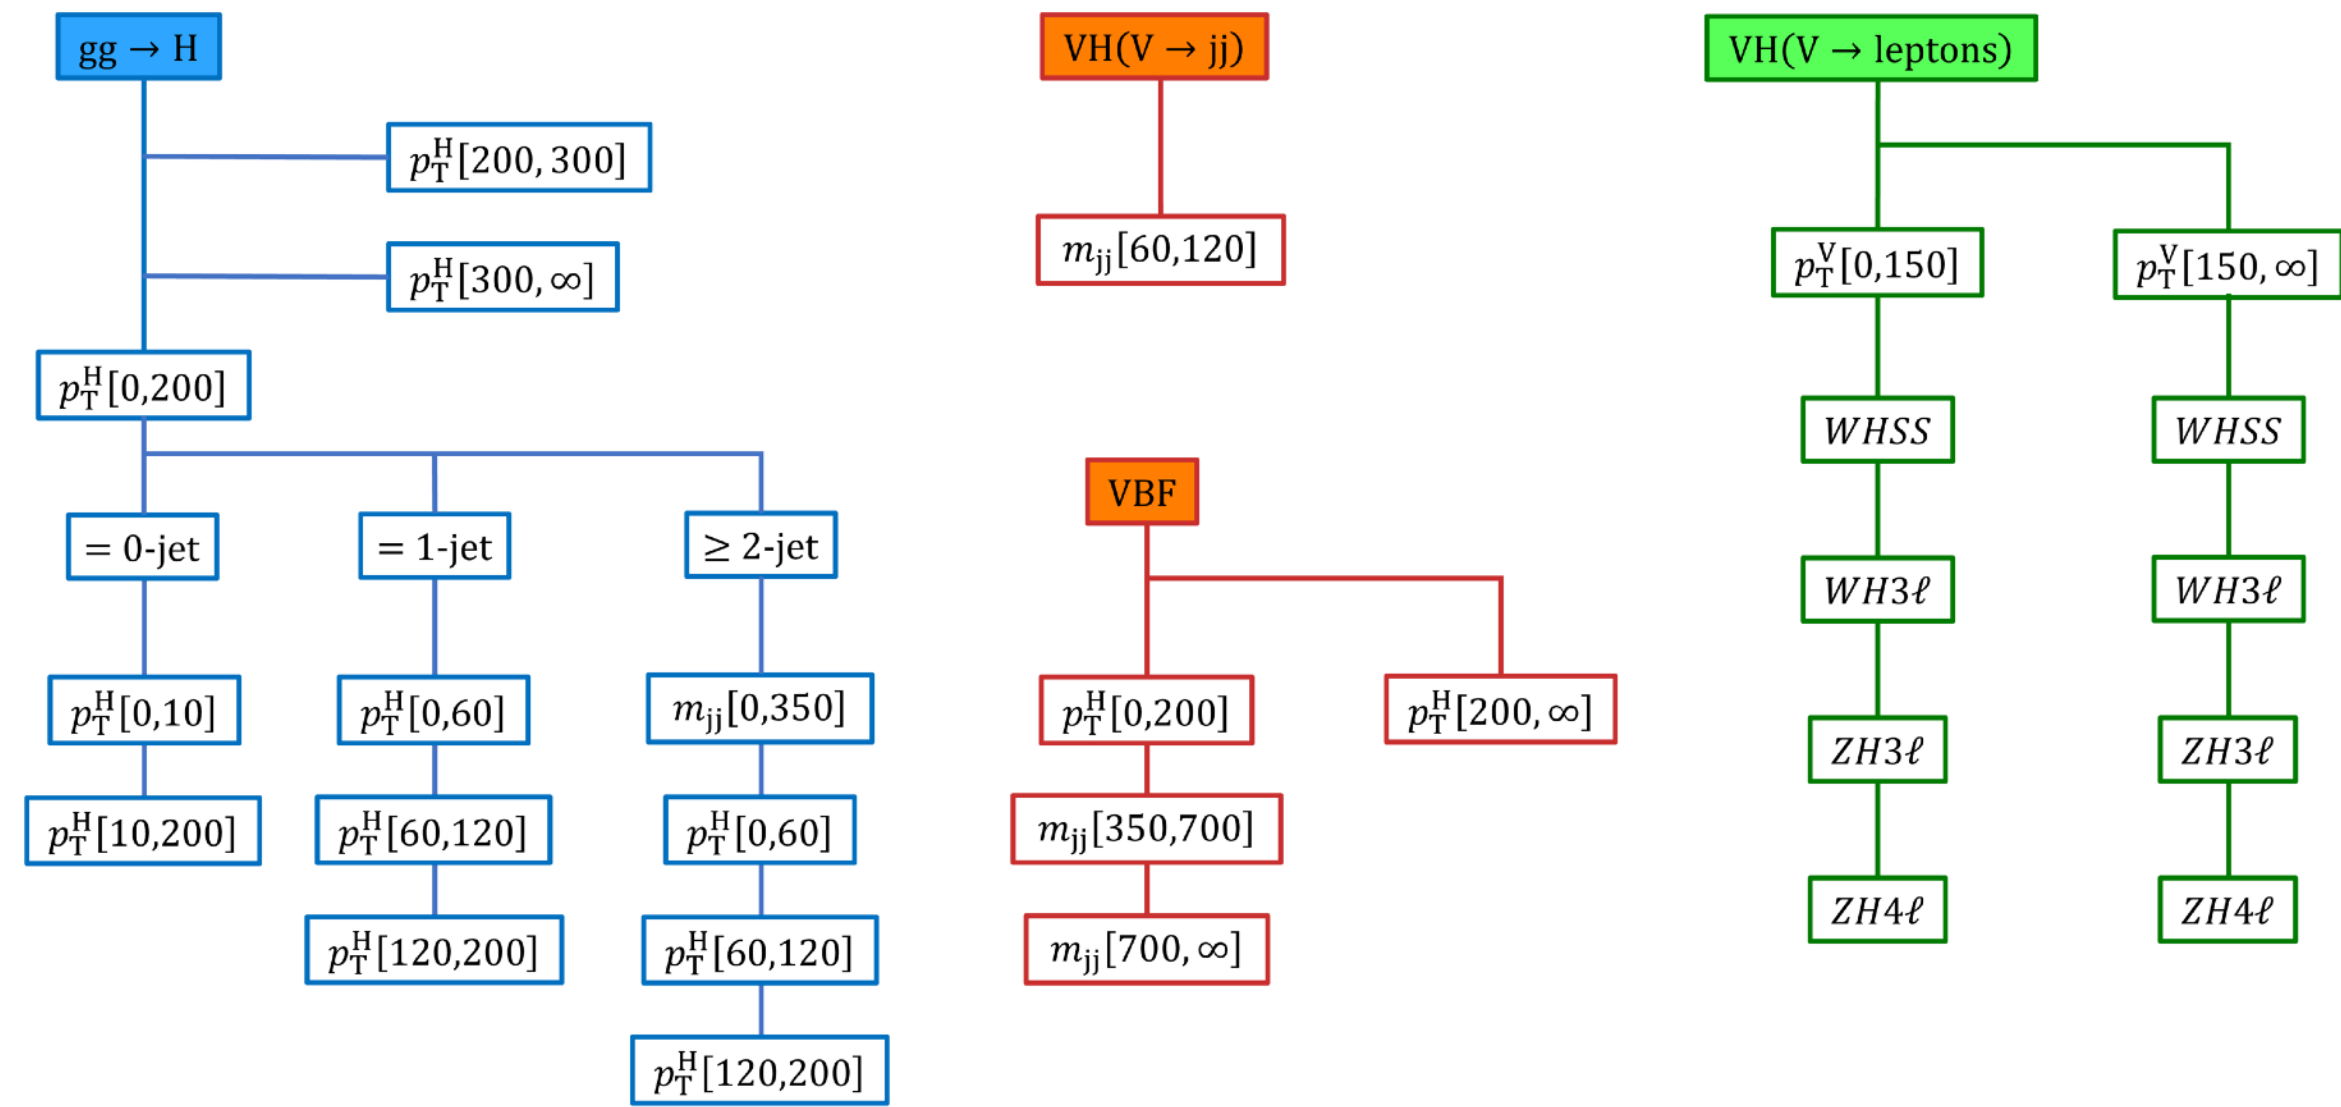 gg → H
p_T^H[200, 300]
p_T^H[300, ∞]
p_T^H[0,200]
= 0-jet
= 1-jet
≥ 2-jet
p_T^H[0,10]
p_T^H[10,200]
p_T^H[0,60]
p_T^H[60,120]
p_T^H[120,200]
m_jj[0,350]
p_T^H[0,60]
p_T^H[60,120]
p_T^H[120,200]
VH(V → jj)
m_jj[60,120]
VBF
p_T^H[0,200]
m_jj[350,700]
m_jj[700, ∞]
p_T^H[200, ∞]
VH(V → leptons)
p_T^V[0,150]
WHSS
WH3ℓ
ZH3ℓ
ZH4ℓ
p_T^V[150, ∞]
WHSS
WH3ℓ
ZH3ℓ
ZH4ℓ